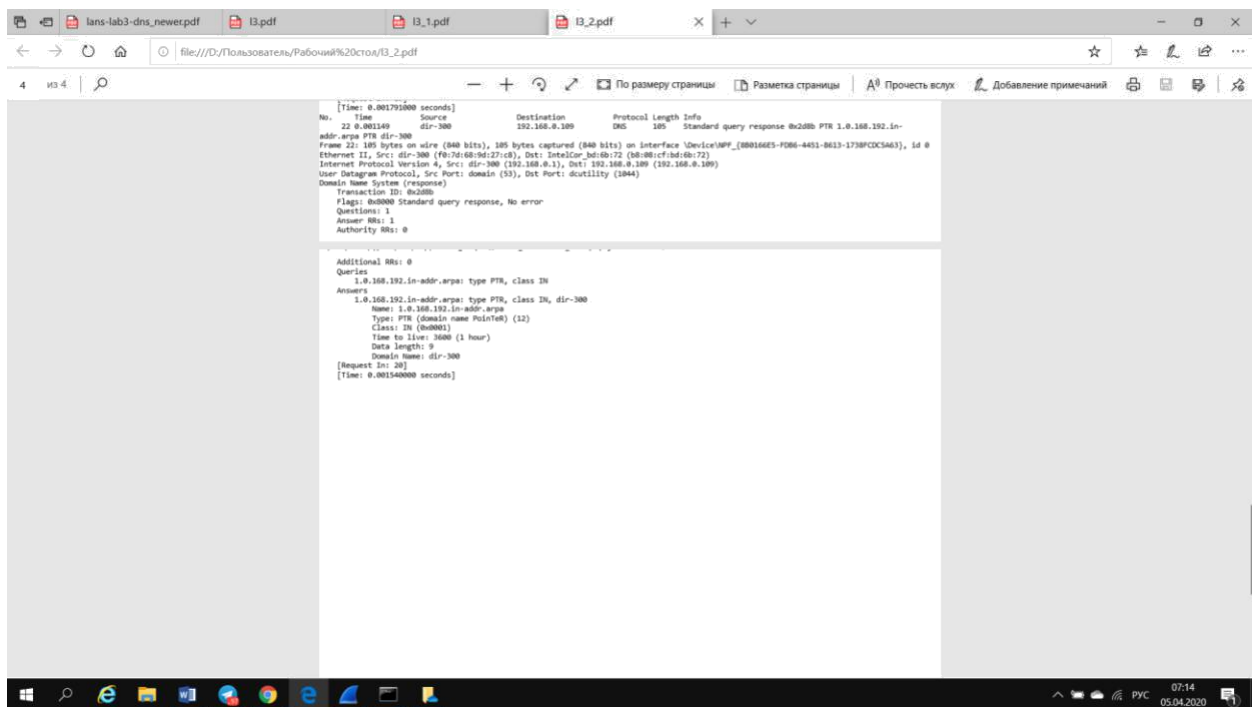 lans-lab3-dns_newer.pdf l3.pdf l3_1.pdf l3_2.pdf
file:///D:/Пользователь/Рабочий%20стол/l3_2.pdf
4 из 4 По размеру страницы Разметка страницы Прочесть вслух Добавление примечаний
[Time: 0.001791000 seconds]
No. Time Source Destination Protocol Length Info
22 0.001149 dir-300 192.168.0.109 DNS 105 Standard query response 0x2d8b PTR 1.0.168.192.in-
addr.arpa PTR dir-300
Frame 22: 105 bytes on wire (840 bits), 105 bytes captured (840 bits) on interface \Device\NPF_{8B0166E5-FD86-4451-8613-1738FCDC5A63}, id 0
Ethernet II, Src: dir-300 (f0:7d:68:9d:27:c8), Dst: IntelCor_bd:6b:72 (b8:08:cf:bd:6b:72)
Internet Protocol Version 4, Src: dir-300 (192.168.0.1), Dst: 192.168.0.109 (192.168.0.109)
User Datagram Protocol, Src Port: domain (53), Dst Port: dcutility (1044)
Domain Name System (response)
Transaction ID: 0x2d8b
Flags: 0x8000 Standard query response, No error
Questions: 1
Answer RRs: 1
Authority RRs: 0
Additional RRs: 0
Queries
1.0.168.192.in-addr.arpa: type PTR, class IN
Answers
1.0.168.192.in-addr.arpa: type PTR, class IN, dir-300
Name: 1.0.168.192.in-addr.arpa
Type: PTR (domain name PoinTeR) (12)
Class: IN (0x0001)
Time to live: 3600 (1 hour)
Data length: 9
Domain Name: dir-300
[Request In: 20]
[Time: 0.001540000 seconds]
РУС 07:14
05.04.2020